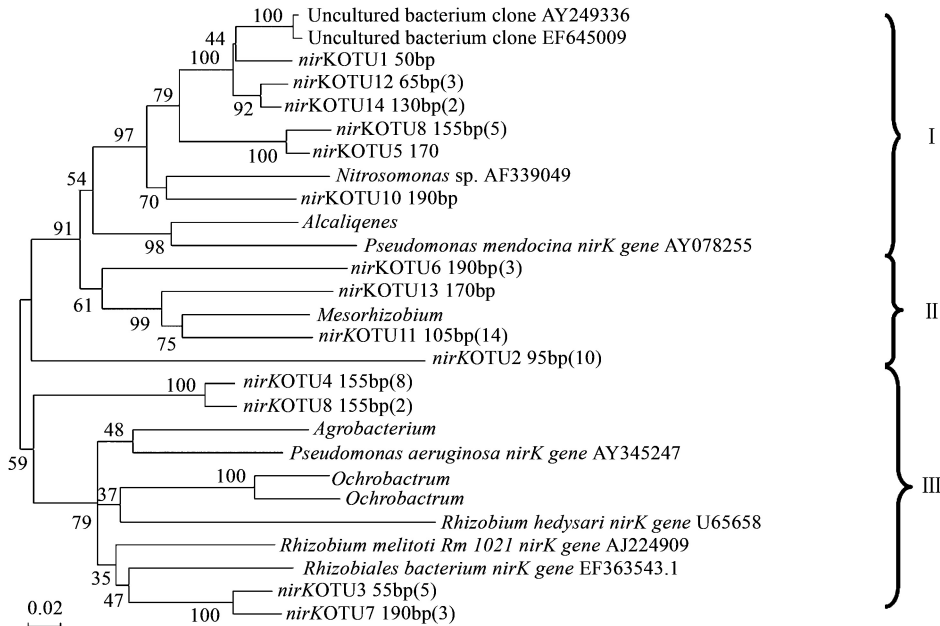 100 Uncultured bacterium clone AY249336
44 Uncultured bacterium clone EF645009
100 nirKOTU1 50bp
nirKOTU12 65bp(3)
79 92 nirKOTU14 130bp(2)
97 nirKOTU8 155bp(5)
100 nirKOTU5 170
I
54 Nitrosomonas sp. AF339049
70 nirKOTU10 190bp
91 Alcaliqenes
98 Pseudomonas mendocina nirK gene AY078255
nirKOTU6 190bp(3)
61 nirKOTU13 170bp
99 Mesorhizobium
II
75 nirKOTU11 105bp(14)
nirKOTU2 95bp(10)
100 nirKOTU4 155bp(8)
nirKOTU8 155bp(2)
48 Agrobacterium
59 Pseudomonas aeruginosa nirK gene AY345247
100 Ochrobactrum
37 Ochrobactrum
III
79 Rhizobium hedysari nirK gene U65658
Rhizobium melitoti Rm 1021 nirK gene AJ224909
35 Rhizobiales bacterium nirK gene EF363543.1
47 nirKOTU3 55bp(5)
100 nirKOTU7 190bp(3)
0.02